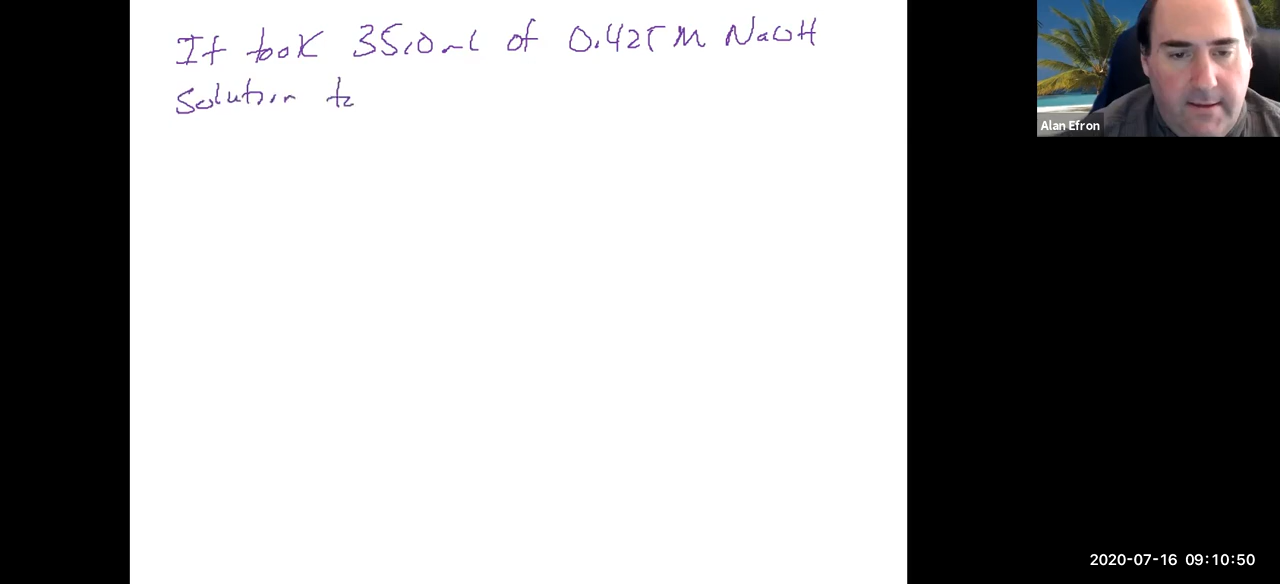 It took 35.0 mL of 0.425 M NaOH
Solution to
Alan Efron
2020-07-16 09:10:50